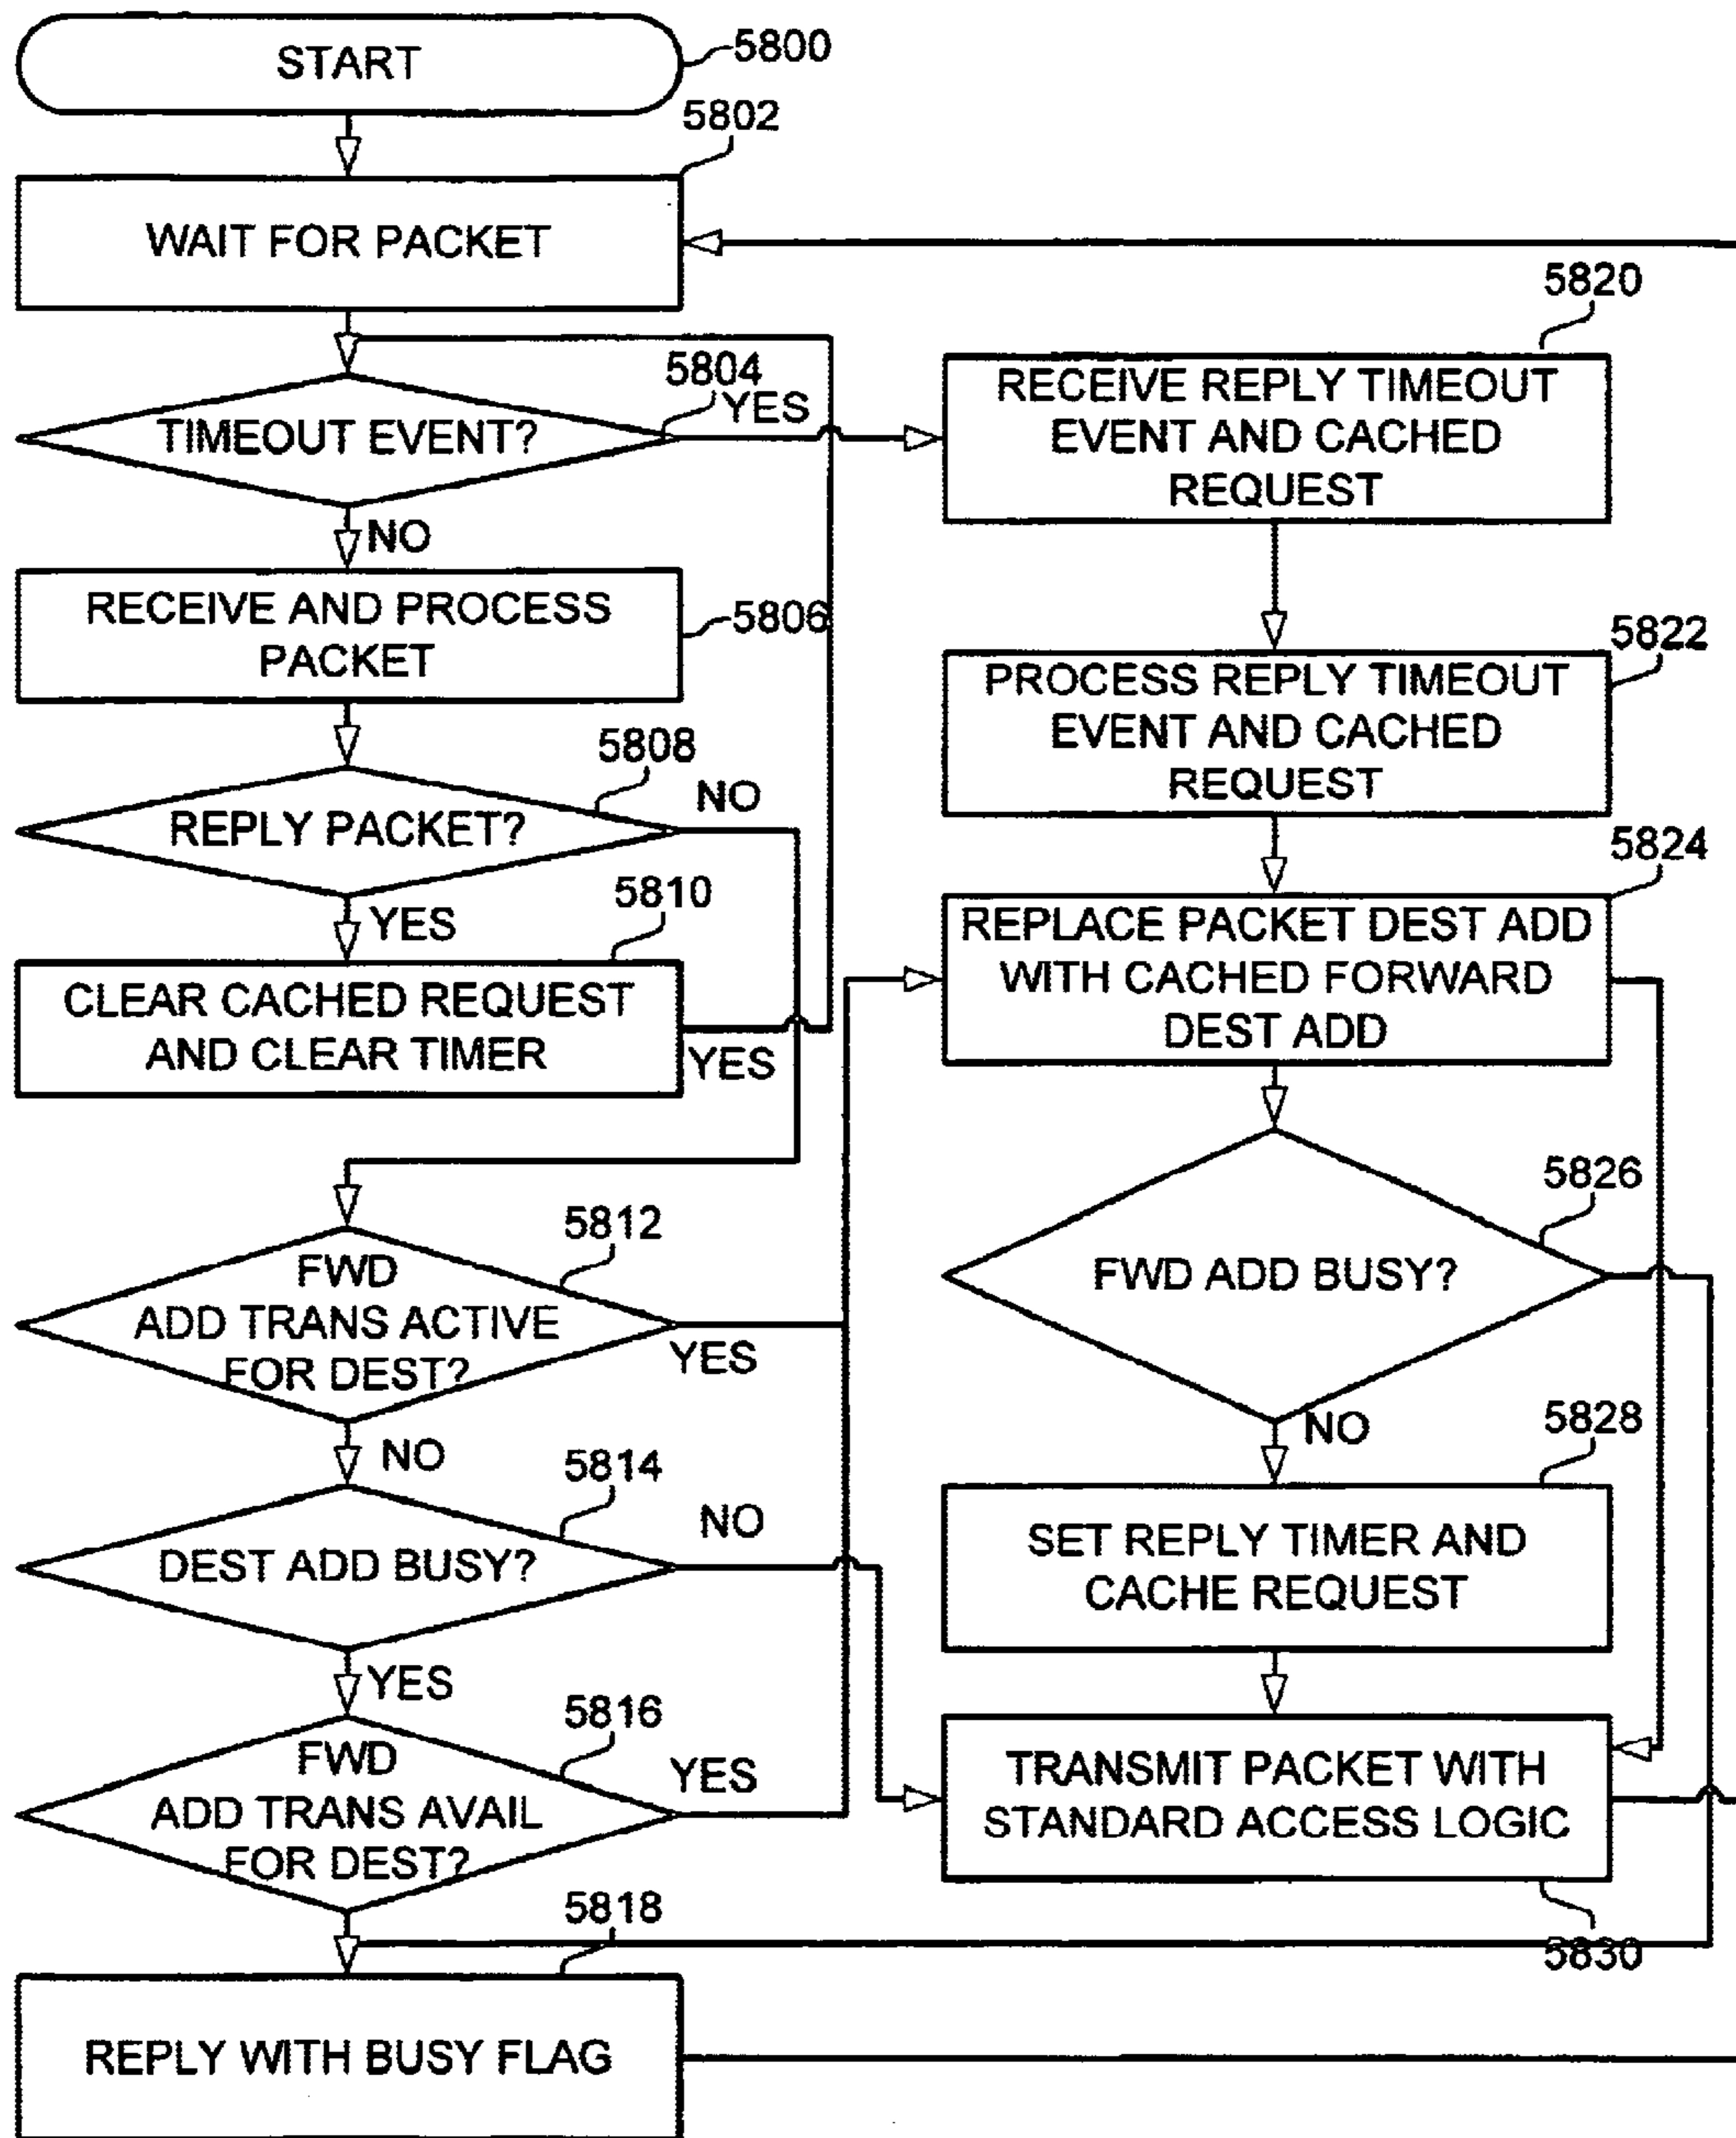 START
5800
5802
WAIT FOR PACKET
5804
TIMEOUT EVENT?
YES
NO
RECEIVE AND PROCESS
PACKET
5806
5808
REPLY PACKET?
NO
YES
5810
CLEAR CACHED REQUEST
AND CLEAR TIMER
YES
5812
FWD
ADD TRANS ACTIVE
FOR DEST?
YES
NO
5814
DEST ADD BUSY?
NO
YES
5816
FWD
ADD TRANS AVAIL
FOR DEST?
YES
5818
REPLY WITH BUSY FLAG
5820
RECEIVE REPLY TIMEOUT
EVENT AND CACHED
REQUEST
5822
PROCESS REPLY TIMEOUT
EVENT AND CACHED
REQUEST
5824
REPLACE PACKET DEST ADD
WITH CACHED FORWARD
DEST ADD
5826
FWD ADD BUSY?
NO
5828
SET REPLY TIMER AND
CACHE REQUEST
TRANSMIT PACKET WITH
STANDARD ACCESS LOGIC
5830